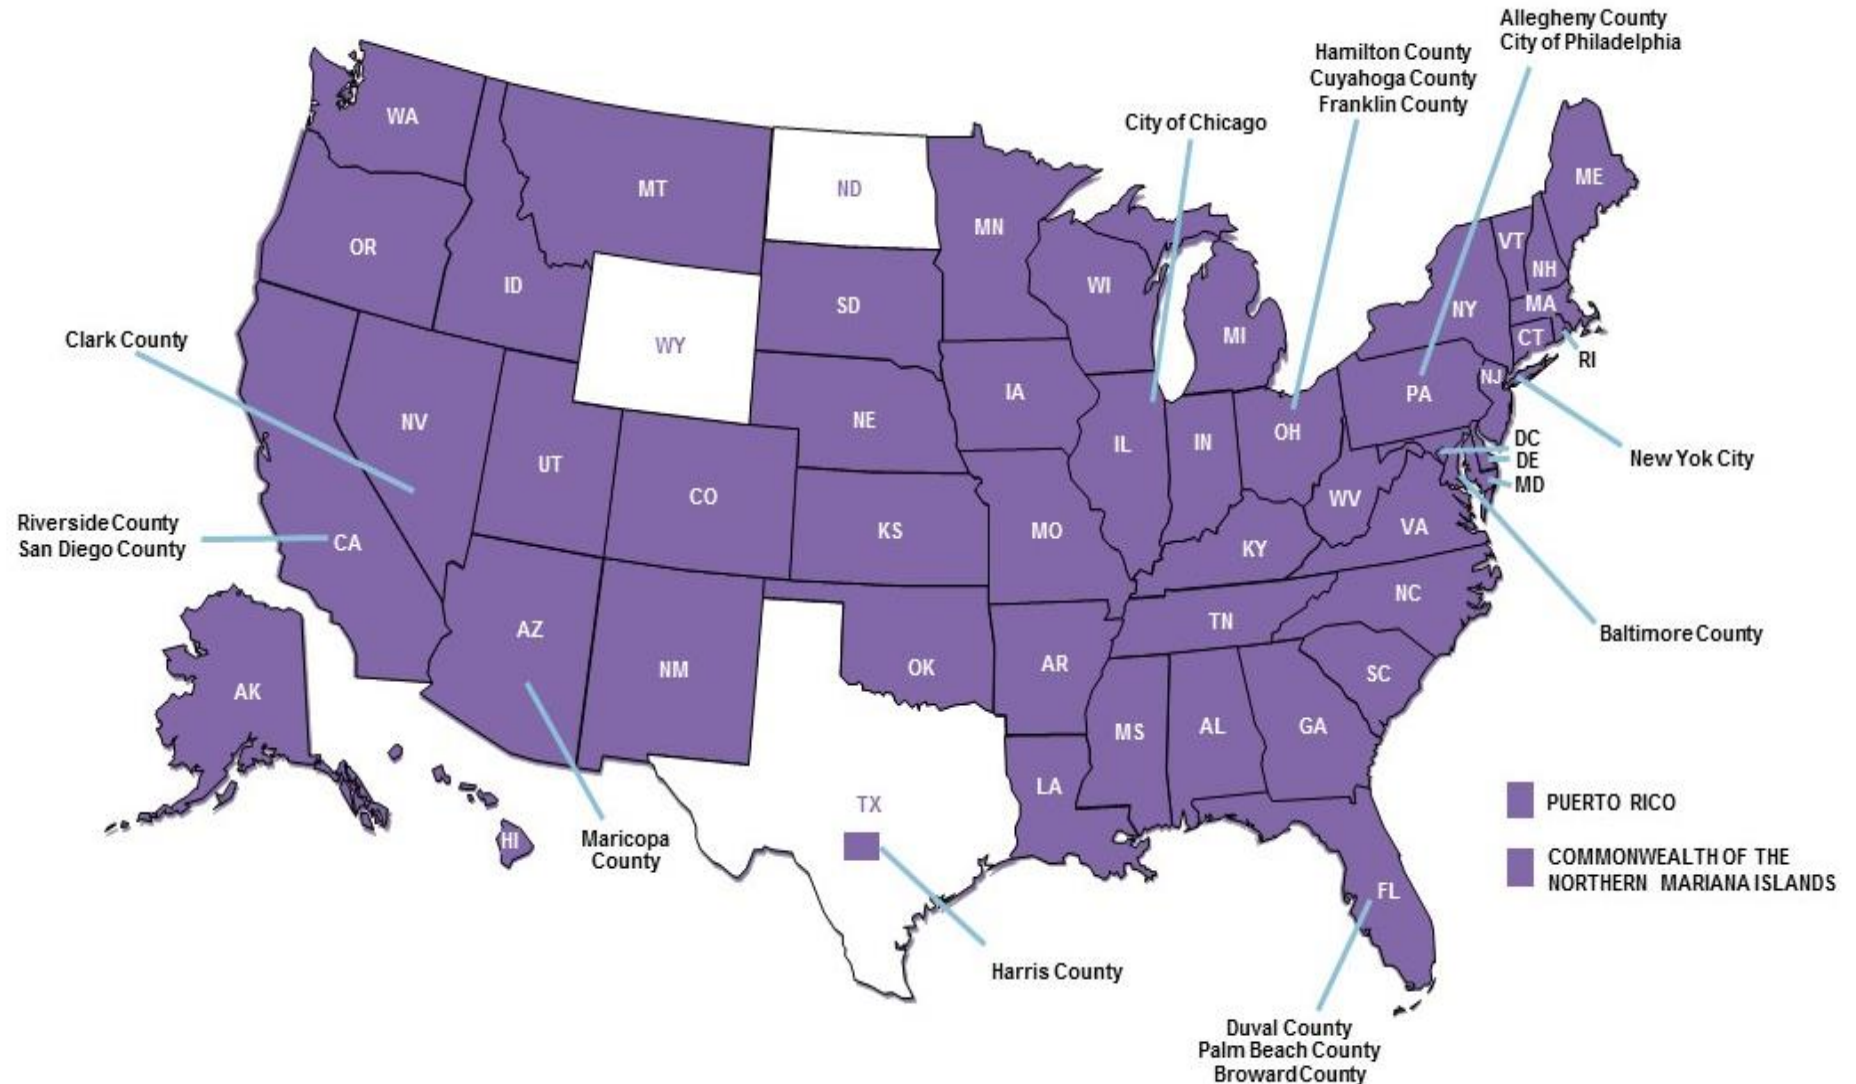 Allegheny County
City of Philadelphia
Hamilton County
Cuyahoga County
Franklin County
City of Chicago
WA
MT
ND
MN
ME
OR
ID
WI
VT
NH
SD
NY
MA
MI
CT
RI
Clark County
WY
NV
NE
IA
PA
NJ
UT
CO
IL
IN
OH
DC
DE
MD
New Yok City
WV
Riverside County
San Diego County
CA
KS
MO
KY
VA
NC
AZ
NM
OK
AR
TN
SC
Baltimore County
AK
MS
AL
GA
LA
TX
HI
Maricopa
County
PUERTO RICO
COMMONWEALTH OF THE
NORTHERN MARIANA ISLANDS
FL
Harris County
Duval County
Palm Beach County
Broward County